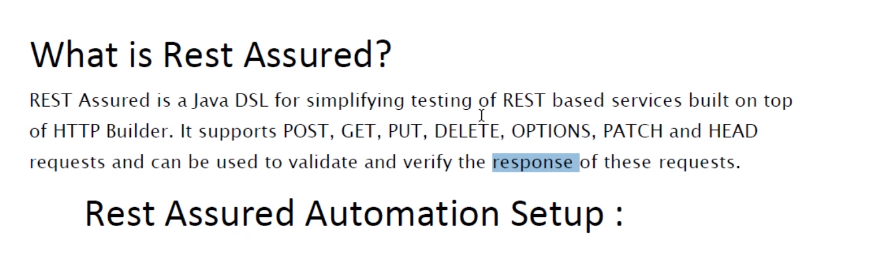 What is Rest Assured?
REST Assured is a Java DSL for simplifying testing of REST based services built on top
of HTTP Builder. It supports POST, GET, PUT, DELETE, OPTIONS, PATCH and HEAD
requests and can be used to validate and verify the response of these requests.
Rest Assured Automation Setup :